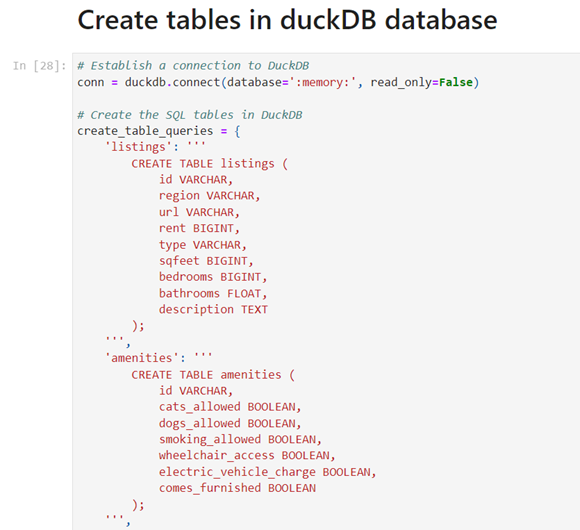 Create tables in duckDB database
In [28]: # Establish a connection to DuckDB
conn = duckdb.connect(database=':memory:', read_only=False)
# Create the SQL tables in DuckDB
create_table_queries = {
'listings': '''
CREATE TABLE listings (
id VARCHAR,
region VARCHAR,
url VARCHAR,
rent BIGINT,
type VARCHAR,
sqfeet BIGINT,
bedrooms BIGINT,
bathrooms FLOAT,
description TEXT
);
''',
'amenities': '''
CREATE TABLE amenities (
id VARCHAR,
cats_allowed BOOLEAN,
dogs_allowed BOOLEAN,
smoking_allowed BOOLEAN,
wheelchair_access BOOLEAN,
electric_vehicle_charge BOOLEAN,
comes_furnished BOOLEAN
);
''',